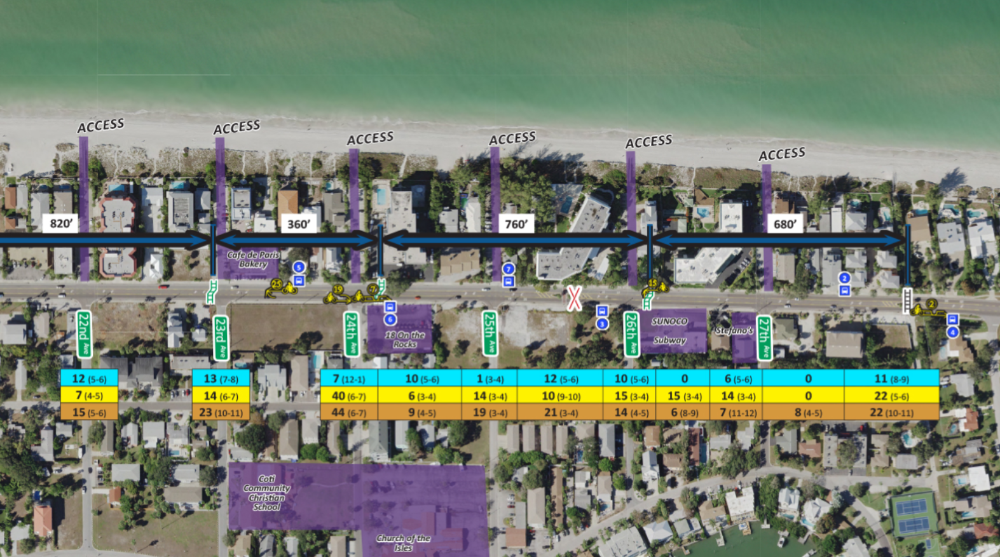 ACCESS
ACCESS
ACCESS
ACCESS
ACCESS
ACCESS
820’
360’
760’
680’
Cafe de Paris
Bakery
5
7
2
25
19
7
15
2
6
3
4
22nd Ave
23rd Ave
24th Ave
25th Ave
26th Ave
27th Ave
18 On the
Rocks
SUNOCO
Subway
Stefano's
12 (5-6)
13 (7-8)
7 (12-1)
10 (5-6)
1 (3-4)
12 (5-6)
10 (5-6)
0
6 (5-6)
0
11 (8-9)
7 (4-5)
14 (6-7)
40 (6-7)
6 (3-4)
14 (3-4)
10 (9-10)
15 (3-4)
15 (3-4)
14 (3-4)
0
22 (5-6)
15 (5-6)
23 (10-11)
44 (6-7)
9 (4-5)
19 (3-4)
21 (3-4)
14 (4-5)
6 (8-9)
7 (11-12)
8 (4-5)
22 (10-11)
Coti
Community
Christian
School
Church of the
Isles